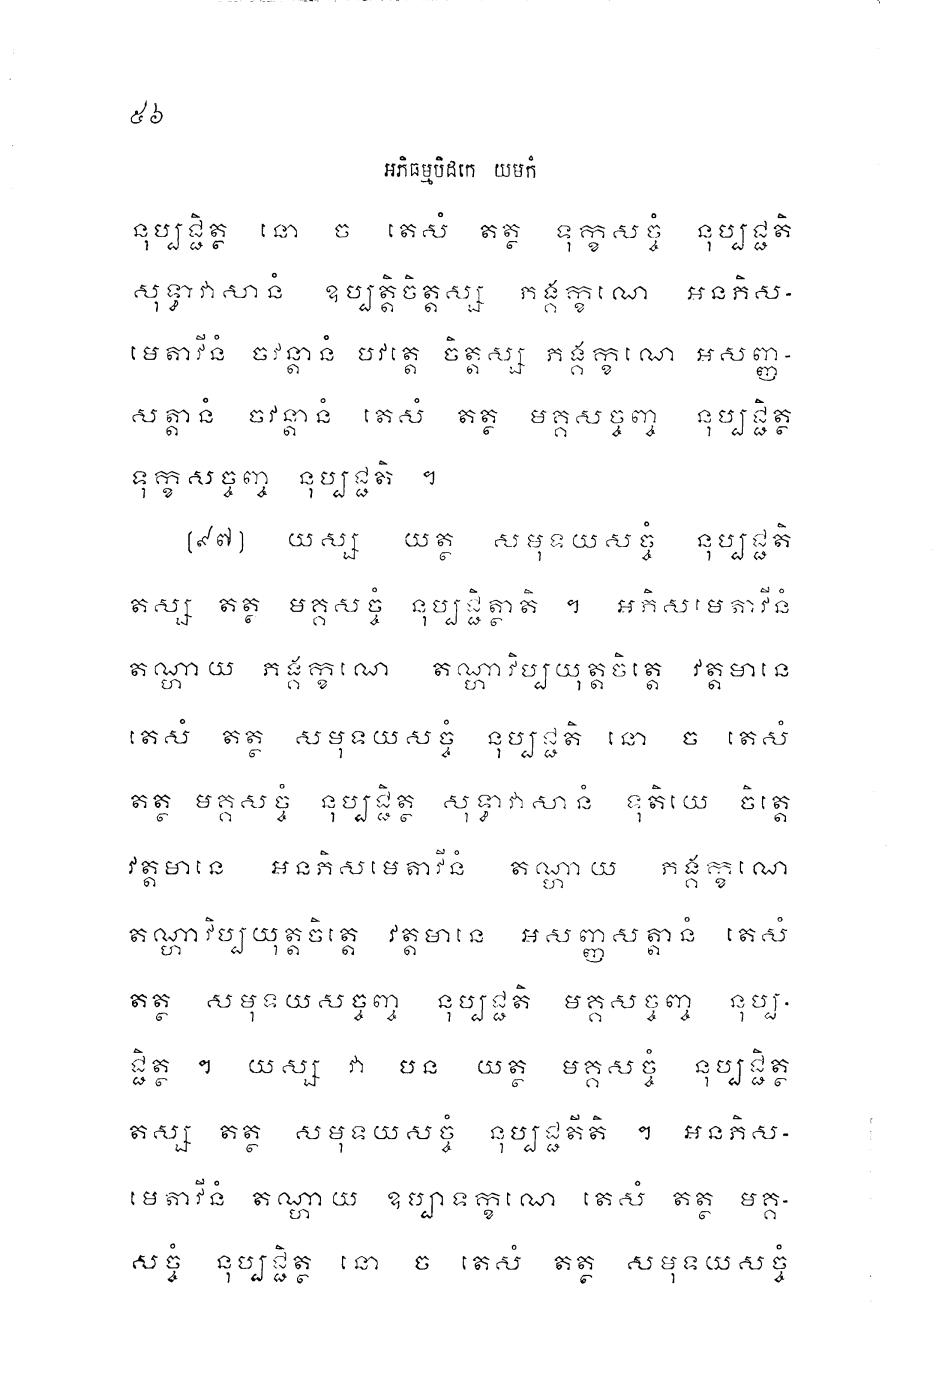 ៥៦
អភិធម្មបិដកេ យមកំ
នុប្បជ្ជិត្ថ នោ ច តេសំ តត្ថ ទុក្ខសច្ចំ នុប្បជ្ជតិ
សុទ្ធាវាសានំ ឧប្បត្តិចិត្តស្ស ភង្គក្ខណេ អនភិស-
មេតាវីនំ ចវន្តានំ បវត្តេ ចិត្តស្ស ភង្គក្ខណេ អសញ្ញ-
សត្តានំ ចវន្តានំ តេសំ តត្ថ មគ្គសច្ចញ្ច នុប្បជ្ជិត្ថ
ទុក្ខសច្ចញ្ច នុប្បជ្ជតិ ។
(៩៧) យស្ស យត្ថ សមុទយសច្ចំ នុប្បជ្ជតិ
តស្ស តត្ថ មគ្គសច្ចំ នុប្បជ្ជិត្ថាតិ ។ អភិសមេតាវីនំ
តណ្ហាយ ភង្គក្ខណេ តណ្ហាវិប្បយុត្តចិត្តេ វត្តមានេ
តេសំ តត្ថ សមុទយសច្ចំ នុប្បជ្ជតិ នោ ច តេសំ
តត្ថ មគ្គសច្ចំ នុប្បជ្ជិត្ថ សុទ្ធាវាសានំ ទុតិយេ ចិត្តេ
វត្តមានេ អនភិសមេតាវីនំ តណ្ហាយ ភង្គក្ខណេ
តណ្ហាវិប្បយុត្តចិត្តេ វត្តមានេ អសញ្ញសត្តានំ តេសំ
តត្ថ សមុទយសច្ចញ្ច នុប្បជ្ជតិ មគ្គសច្ចញ្ច នុប្ប-
ជ្ជិត្ថ ។ យស្ស វា បន យត្ថ មគ្គសច្ចំ នុប្បជ្ជិត្ថ
តស្ស តត្ថ សមុទយសច្ចំ នុប្បជ្ជតីតិ ។ អនភិស-
មេតាវីនំ តណ្ហាយ ឧប្បាទក្ខណេ តេសំ តត្ថ មគ្គ-
សច្ចំ នុប្បជ្ជិត្ថ នោ ច តេសំ តត្ថ សមុទយសច្ចំ